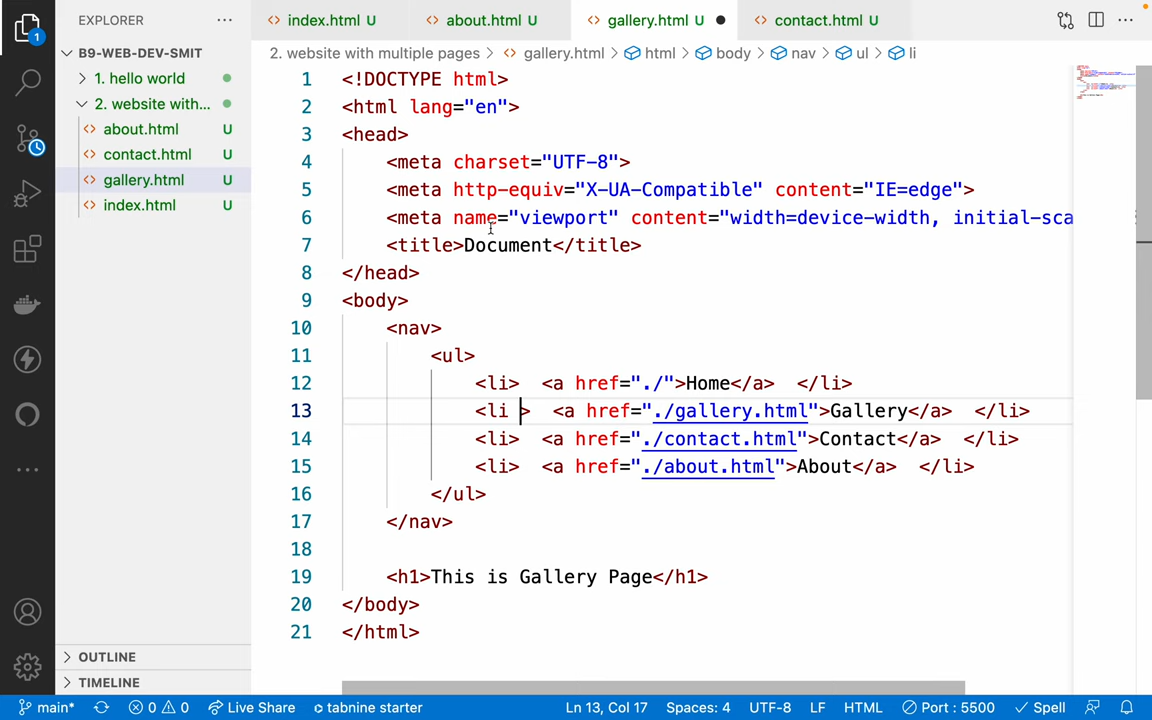 EXPLORER
index.html U
about.html U
gallery.html U
contact.html U
B9-WEB-DEV-SMIT
2. website with multiple pages > gallery.html > html > body > nav > ul > li
1. hello world
2. website with...
about.html U
contact.html U
gallery.html U
index.html U
1 <!DOCTYPE html>
2 <html lang="en">
3 <head>
4 <meta charset="UTF-8">
5 <meta http-equiv="X-UA-Compatible" content="IE=edge">
6 <meta name="viewport" content="width=device-width, initial-sca
7 <title>Document</title>
8 </head>
9 <body>
10 <nav>
11 <ul>
12 <li> <a href="./">Home</a> </li>
13 <li > <a href="./gallery.html">Gallery</a> </li>
14 <li> <a href="./contact.html">Contact</a> </li>
15 <li> <a href="./about.html">About</a> </li>
16 </ul>
17 </nav>
18
19 <h1>This is Gallery Page</h1>
20 </body>
21 </html>
1
OUTLINE
TIMELINE
main* 0 0 Live Share tabnine starter Ln 13, Col 17 Spaces: 4 UTF-8 LF HTML Port : 5500 Spell